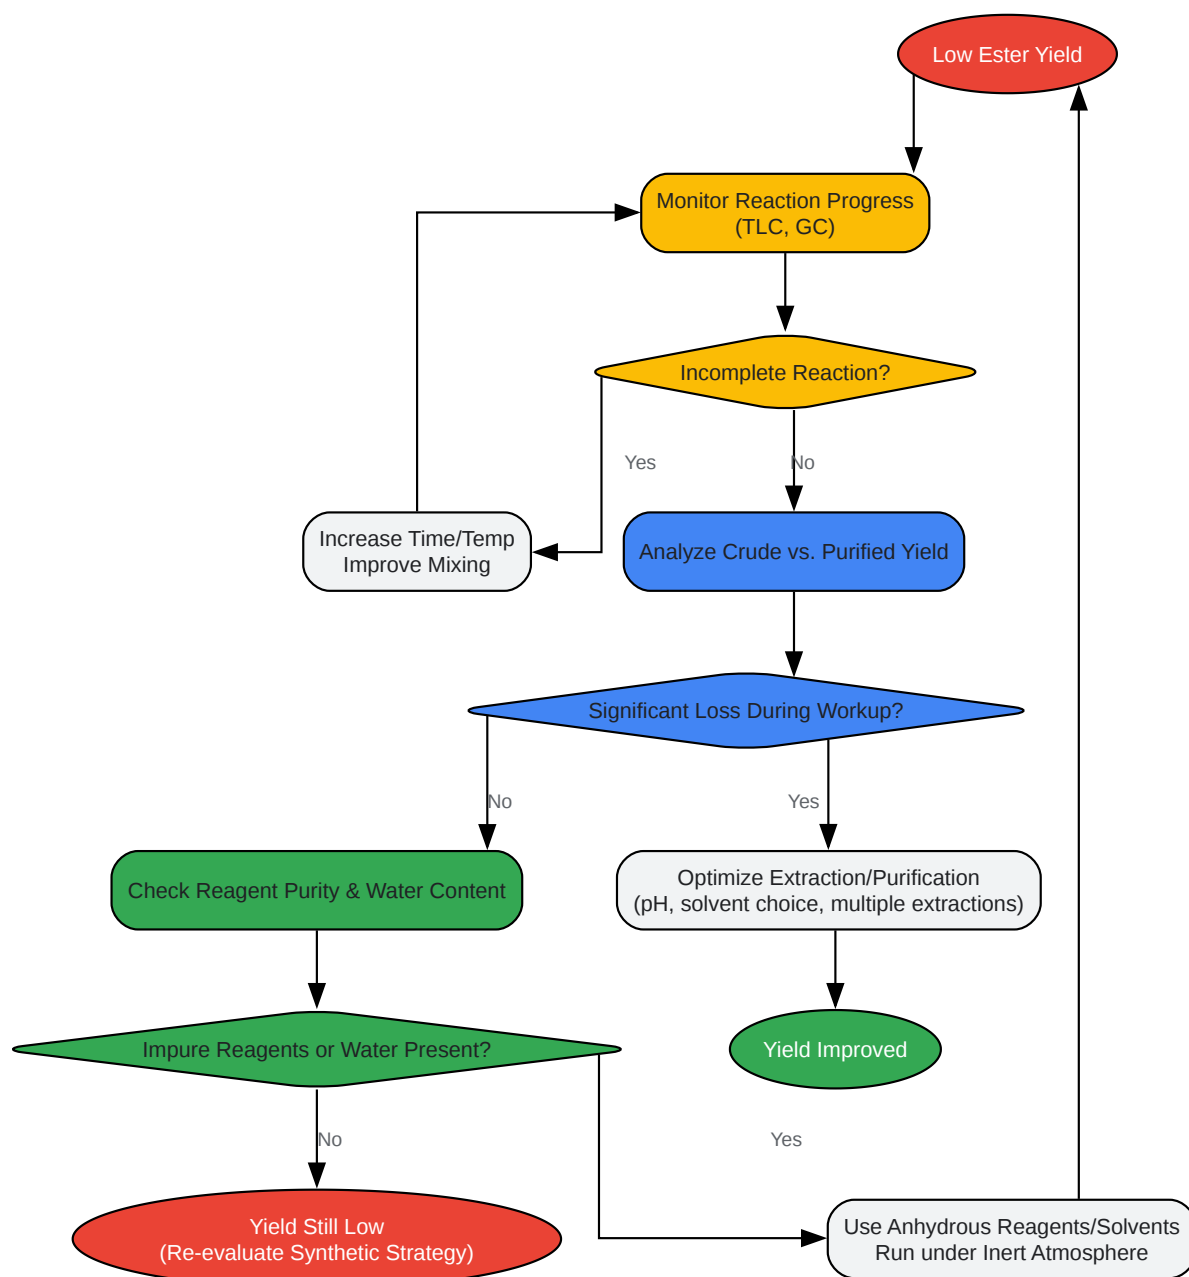 Low Ester Yield
Monitor Reaction Progress
(TLC, GC)
Incomplete Reaction?
Yes
No
Increase Time/Temp
Improve Mixing
Analyze Crude vs. Purified Yield
Significant Loss During Workup?
No
Yes
Check Reagent Purity & Water Content
Optimize Extraction/Purification
(pH, solvent choice, multiple extractions)
Impure Reagents or Water Present?
Yield Improved
No
Yes
Yield Still Low
(Re-evaluate Synthetic Strategy)
Use Anhydrous Reagents/Solvents
Run under Inert Atmosphere